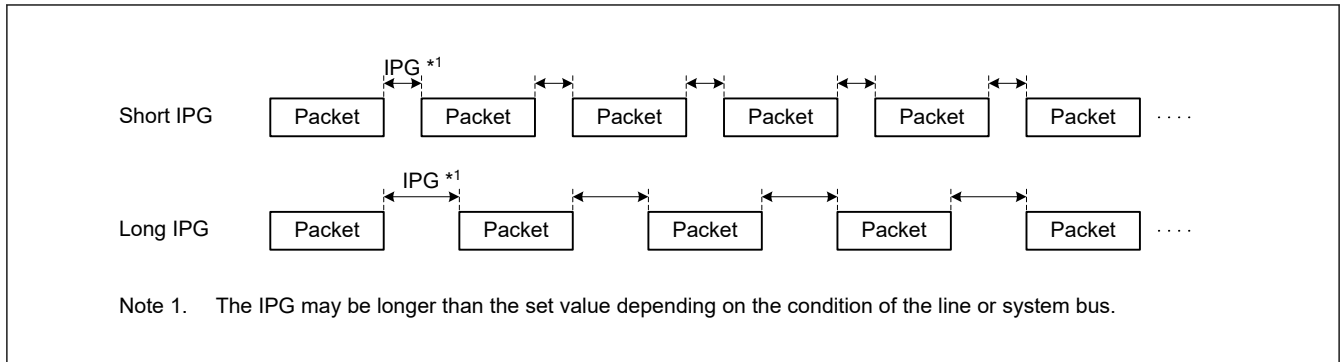 IPG *1
Short IPG Packet Packet Packet Packet Packet Packet ....
IPG *1
Long IPG Packet Packet Packet Packet Packet ....
Note 1. The IPG may be longer than the set value depending on the condition of the line or system bus.